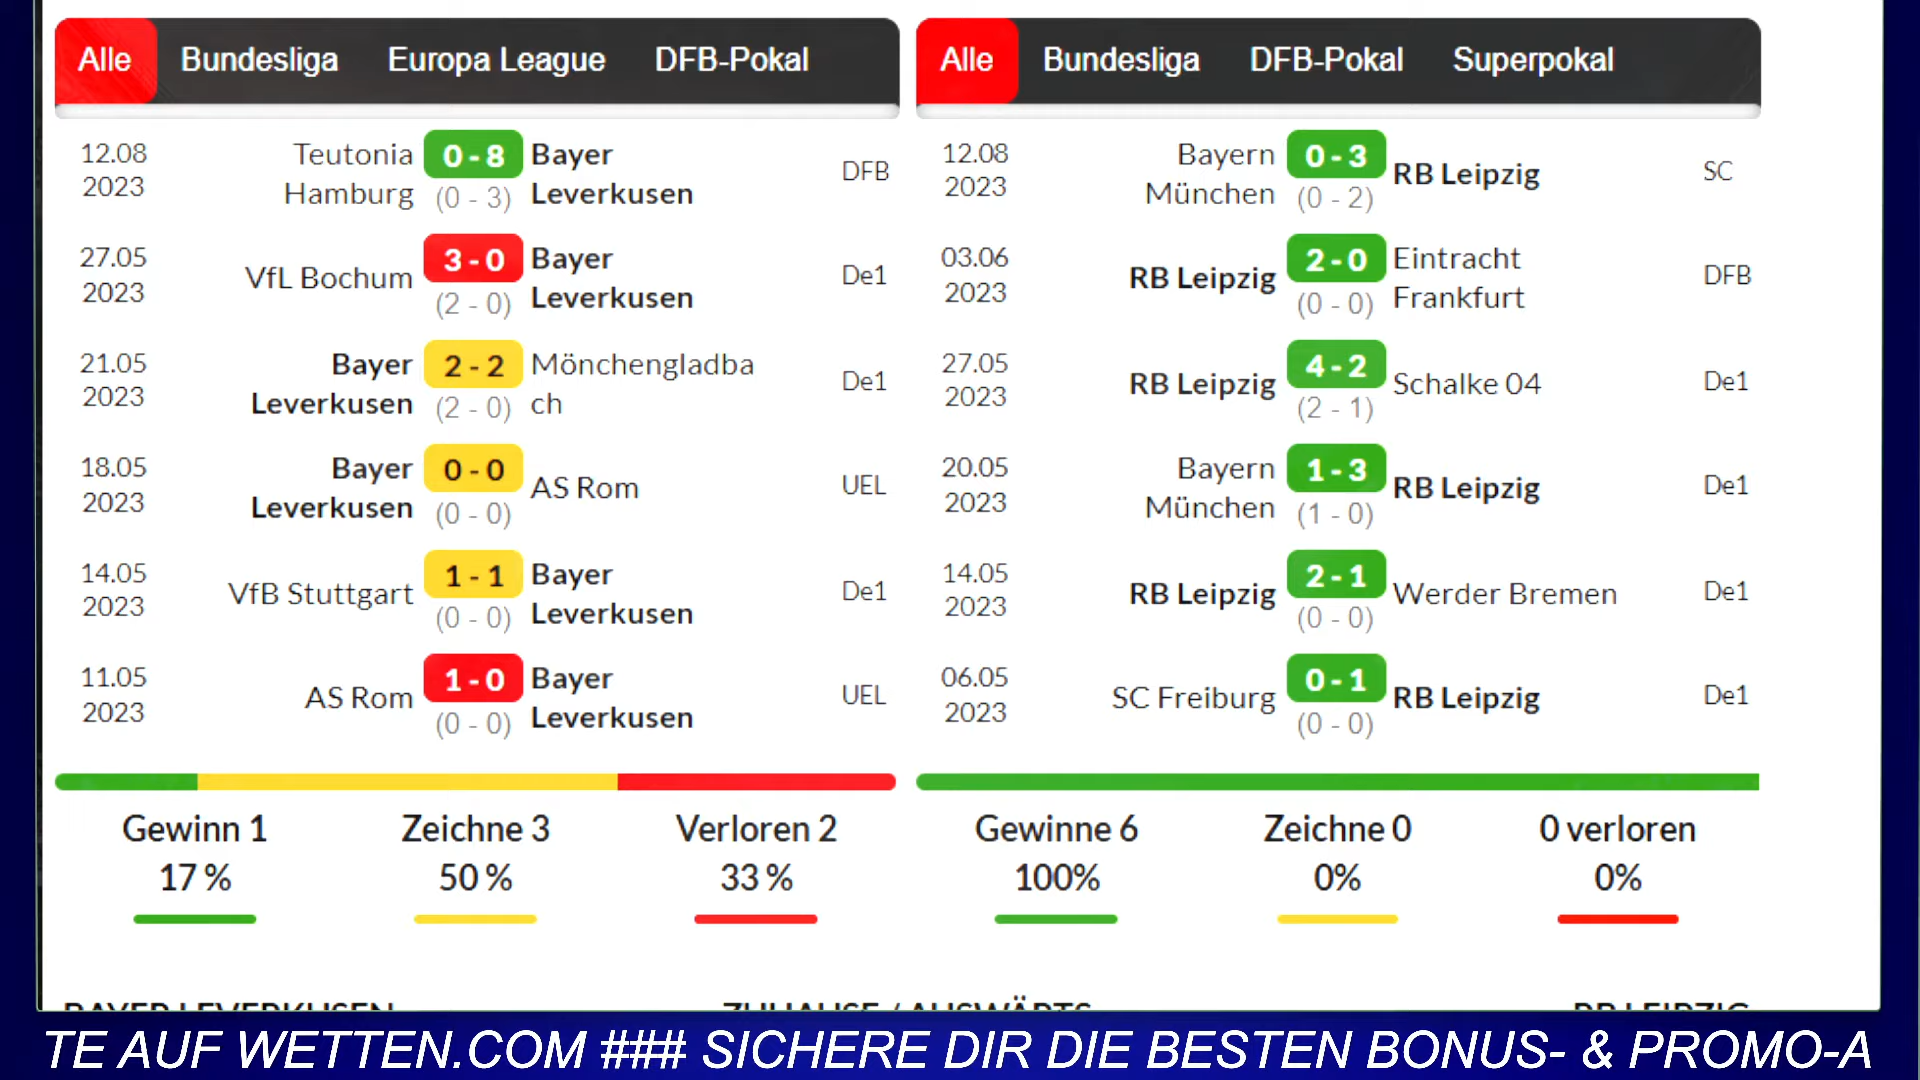 Alle Bundesliga Europa League DFB-Pokal
12.08 2023 Teutonia Hamburg 0 - 8 (0 - 3) Bayer Leverkusen DFB
27.05 2023 VfL Bochum 3 - 0 (2 - 0) Bayer Leverkusen De1
21.05 2023 Bayer Leverkusen 2 - 2 (2 - 0) Mönchengladba ch De1
18.05 2023 Bayer Leverkusen 0 - 0 (0 - 0) AS Rom UEL
14.05 2023 VfB Stuttgart 1 - 1 (0 - 0) Bayer Leverkusen De1
11.05 2023 AS Rom 1 - 0 (0 - 0) Bayer Leverkusen UEL
Gewinn 1 Zeichne 3 Verloren 2
17 % 50 % 33 %
Alle Bundesliga DFB-Pokal Superpokal
12.08 2023 Bayern München 0 - 3 (0 - 2) RB Leipzig SC
03.06 2023 RB Leipzig 2 - 0 (0 - 0) Eintracht Frankfurt DFB
27.05 2023 RB Leipzig 4 - 2 (2 - 1) Schalke 04 De1
20.05 2023 Bayern München 1 - 3 (1 - 0) RB Leipzig De1
14.05 2023 RB Leipzig 2 - 1 (0 - 0) Werder Bremen De1
06.05 2023 SC Freiburg 0 - 1 (0 - 0) RB Leipzig De1
Gewinne 6 Zeichne 0 0 verloren
100% 0% 0%
BAYER LEVERKUSEN ZUHAUSE / AUSWÄRTS RB LEIPZIG
TE AUF WETTEN.COM ### SICHERE DIR DIE BESTEN BONUS- & PROMO-A